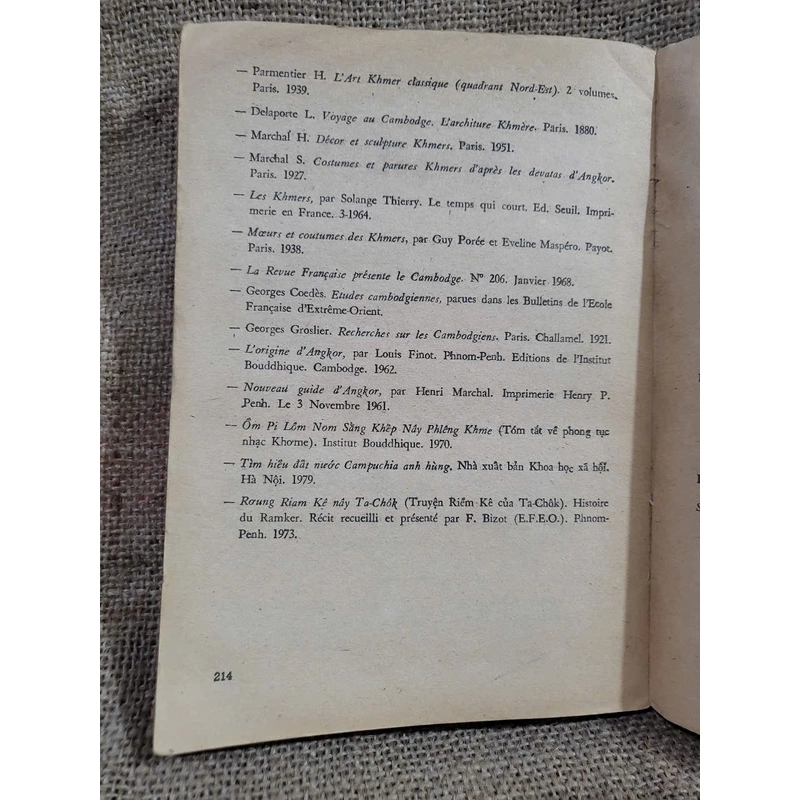 — Parmentier H. L'Art Khmer classique (quadrant Nord-Est). 2 volumes.
Paris. 1939.
— Delaporte L. Voyage au Cambodge. L'architure Khmère. Paris. 1880.
— Marchal H. Décor et sculpture Khmers. Paris. 1951.
— Marchal S. Costumes et parures Khmers d'après les devatas d'Angkor.
Paris. 1927.
— Les Khmers, par Solange Thierry. Le temps qui court. Ed. Seuil. Impri-
merie en France. 3-1964.
— Mœurs et coutumes des Khmers, par Guy Porée et Eveline Maspéro. Payot.
Paris. 1938.
— La Revue Française présente le Cambodge. Nº 206. Janvier 1968.
— Georges Coedès. Etudes cambodgiennes, parues dans les Bulletins de l'Ecole
Française d'Extrême-Orient.
— Georges Groslier. Recherches sur les Cambodgiens. Paris. Challamel. 1921.
— L'origine d'Angkor, par Louis Finot. Phnom-Penh. Editions de l'Institut
Bouddhique. Cambodge. 1962.
— Nouveau guide d'Angkor, par Henri Marchal. Imprimerie Henry P.
Penh. Le 3 Novembre 1961.
— Ôm Pi Lôm Nom Sằng Khêp Nây Phlêng Khme (Tóm tắt về phong tục
nhạc Khơme). Institut Bouddhique. 1970.
— Tìm hiểu đất nước Campuchia anh hùng. Nhà xuất bản Khoa học xã hội.
Hà Nội. 1979.
— Rơung Riam Kê nây Ta-Chôk (Truyện Riêm Kê của Ta-Chôk). Histoire
du Ramker. Récit recueilli et présenté par F. Bizot (E.F.E.O.). Phnom-
Penh. 1973.
214